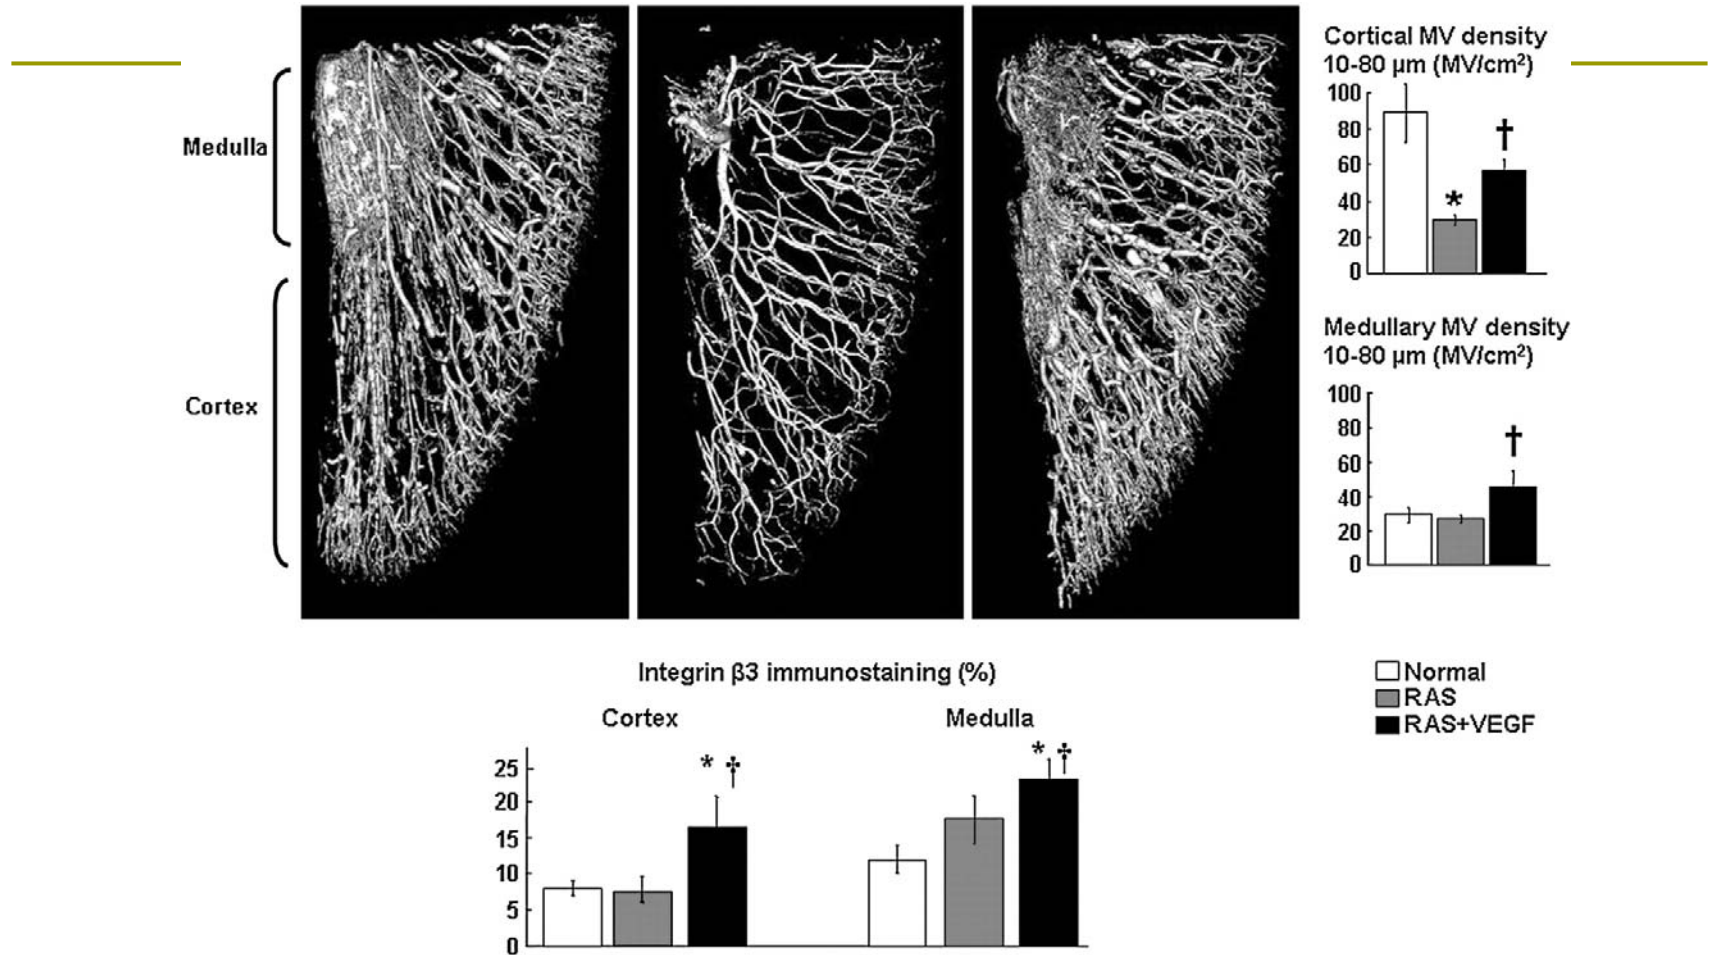 Medulla
Cortex
Cortical MV density
10-80 µm (MV/cm²)
100
80
60
40
20
0
*
†
Medullary MV density
10-80 µm (MV/cm²)
100
80
60
40
20
0
†
Integrin β3 immunostaining (%)
Cortex
Medulla
25
20
15
10
5
0
* †
* †
Normal
RAS
RAS+VEGF